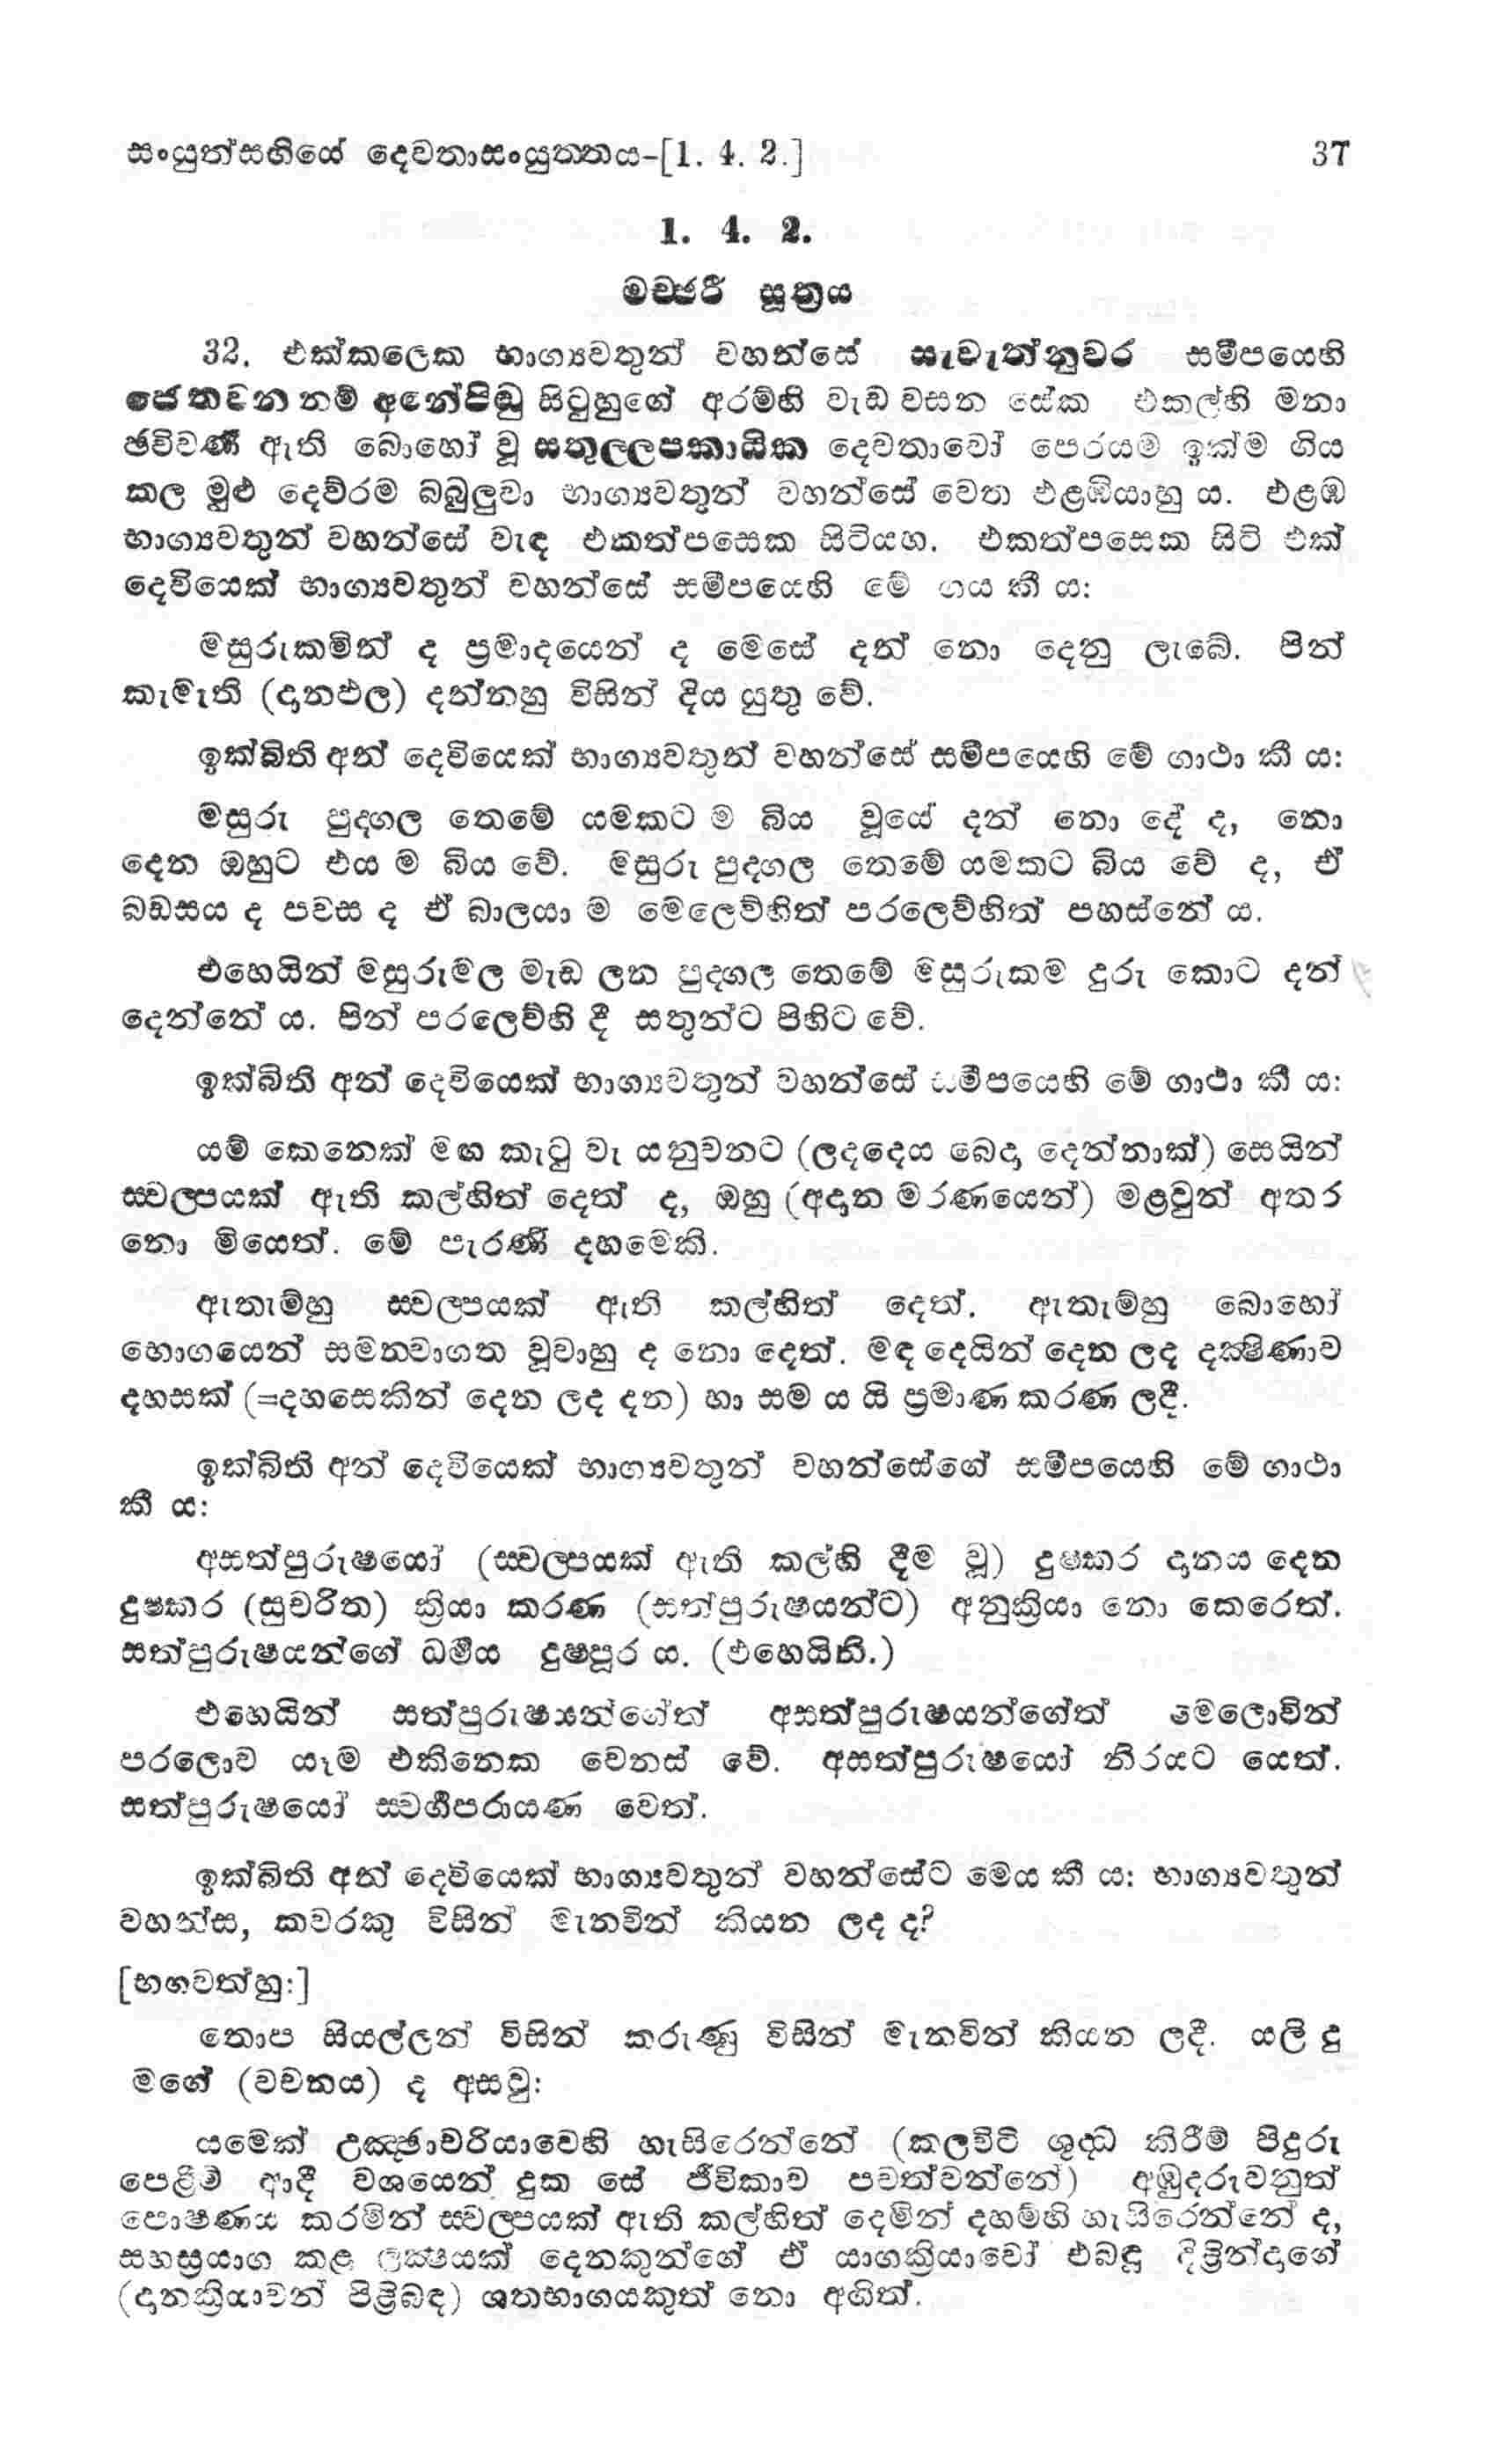 සංයුත්සඟියේ දෙවතාසංයුත්තය-[1. 4. 2.] 37
1. 4. 2.
මච්ඡරී සූත්‍රය
32. එක්කලෙක භාග්‍යවතුන් වහන්සේ සැවැත්නුවර සමීපයෙහි
ජෙතවන නම් අනේපිඬු සිටුහුගේ අරම්හි වැඩ වසන සේක එකල්හි මනා
ඡවිවර්ණ ඇති බොහෝ වූ සතුල්ලපකායික දෙවතාවෝ පෙරයම ඉක්ම ගිය
කල මුළු දෙව්රම බබුලුවා භාග්‍යවතුන් වහන්සේ වෙත එළඹියාහු ය. එළඹ
භාග්‍යවතුන් වහන්සේ වැඳ එකත්පසෙක සිටියහ. එකත්පසෙක සිටි එක්
දෙවියෙක් භාග්‍යවතුන් වහන්සේ සමීපයෙහි මේ ගය කී ය:
මසුරුකමින් ද ප්‍රමාදයෙන් ද මෙසේ දන් නො දෙනු ලැබේ. පින්
කැමැති (දානඵල) දන්නහු විසින් දිය යුතු වේ.
ඉක්බිති අන් දෙවියෙක් භාග්‍යවතුන් වහන්සේ සමීපයෙහි මේ ගාථා කී ය:
මසුරු පුදගල තෙමේ යමකට ම බිය වූයේ දන් නො දේ ද, නො
දෙන ඔහුට එය ම බිය වේ. මසුරු පුදගල තෙමේ යමකට බිය වේ ද, ඒ
බඩසය ද පවස ද ඒ බාලයා ම මෙලෙව්හිත් පරලෙව්හිත් පහස්නේ ය.
එහෙයින් මසුරුමල මැඩ ලන පුදගල තෙමේ මසුරුකම දුරු කොට දන්
දෙන්නේ ය. පින් පරලෙව්හි දී සතුන්ට පිහිට වේ.
ඉක්බිති අන් දෙවියෙක් භාග්‍යවතුන් වහන්සේ සමීපයෙහි මේ ගාථා කී ය:
යම් කෙනෙක් මඟ කැටු වැ යනුවනට (ලදදෙය බෙදා දෙන්නාක්) සෙයින්
ස්වල්පයක් ඇති කල්හිත් දෙත් ද, ඔහු (අදාන මරණයෙන්) මළවුන් අතර
නො මියෙත්. මේ පැරණි දහමෙකි.
ඇතැම්හු ස්වල්පයක් ඇති කල්හිත් දෙත්. ඇතැම්හු බොහෝ
භොගයෙන් සමන්වාගත වූවාහු ද නො දෙත්. මඳ දෙයින් දෙන ලද දක්ෂිණාව
දහසක් (=දහසෙකින් දෙන ලද දන) හා සම ය යි ප්‍රමාණ කරණ ලදී.
ඉක්බිති අන් දෙවියෙක් භාග්‍යවතුන් වහන්සේගේ සමීපයෙහි මේ ගාථා
කී ය:
අසත්පුරුෂයෝ (ස්වල්පයක් ඇති කල්හි දීම වූ) දුෂ්කර දානය දෙන
දුෂ්කර (සුචරිත) ක්‍රියා කරණ (සත්පුරුෂයන්ට) අනුක්‍රියා නො කෙරෙත්.
සත්පුරුෂයන්ගේ ධර්මය දුෂ්පූර ය. (එහෙයිනි.)
එහෙයින් සත්පුරුෂයන්ගේත් අසත්පුරුෂයන්ගේත් මෙලොවින්
පරලොව යෑම එකිනෙක වෙනස් වේ. අසත්පුරුෂයෝ නිරයට යෙත්.
සත්පුරුෂයෝ ස්වර්ගපරායණ වෙත්.
ඉක්බිති අන් දෙවියෙක් භාග්‍යවතුන් වහන්සේට මෙය කී ය: භාග්‍යවතුන්
වහන්ස, කවරකු විසින් මැනවින් කියන ලද ද?
[භගවත්හු:]
තොප සියල්ලන් විසින් කරුණු විසින් මැනවින් කියන ලදී. යලි දු
මගේ (වචනය) ද අසවු:
යමෙක් උඤ්ඡාචරියාවෙහි හැසිරෙන්නේ (කලවිටි ශුද්ධ කිරීම් පිදුරු
පෙළීම් ආදී වශයෙන් දුක සේ ජීවිකාව පවත්වන්නේ) අඹුදරුවනුත්
පොෂණය කරමින් ස්වල්පයක් ඇති කල්හිත් දෙමින් දහම්හි හැසිරෙන්නේ ද,
සහස්‍රයාග කළ ලක්ෂයක් දෙනකුන්ගේ ඒ යාගක්‍රියාවෝ එබඳු දිළින්දාගේ
(දානක්‍රියාවන් පිළිබඳ) ශතභාගයකුත් නො අගිත්.